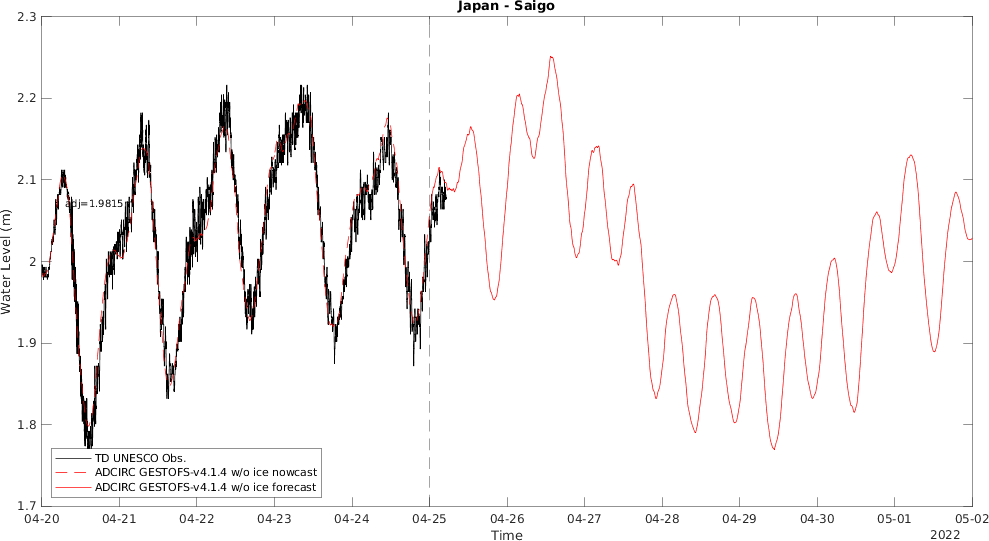 Japan - Saigo
2.3
2.2
2.1
2
1.9
1.8
1.7
Water Level (m)
adj=1.9815
TD UNESCO Obs.
ADCIRC GESTOFS-v4.1.4 w/o ice nowcast
ADCIRC GESTOFS-v4.1.4 w/o ice forecast
04-20 04-21 04-22 04-23 04-24 04-25 04-26 04-27 04-28 04-29 04-30 05-01 05-02
Time
2022